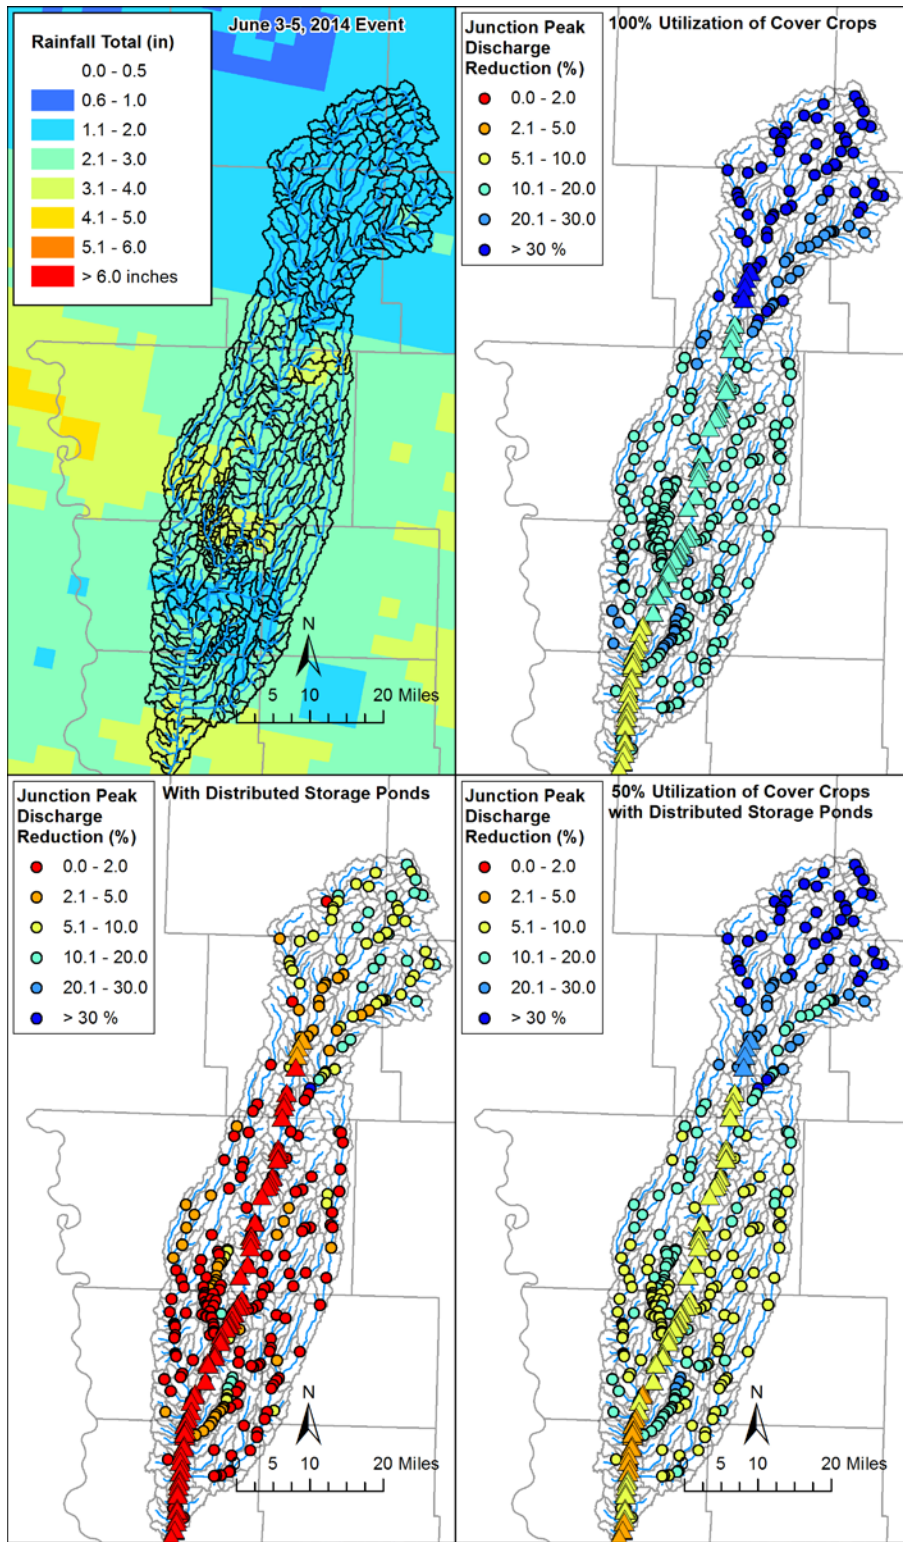 June 3-5, 2014 Event
Rainfall Total (in)
0.0 - 0.5
0.6 - 1.0
1.1 - 2.0
2.1 - 3.0
3.1 - 4.0
4.1 - 5.0
5.1 - 6.0
> 6.0 inches
N
5 10 20 Miles
100% Utilization of Cover Crops
Junction Peak
Discharge
Reduction (%)
0.0 - 2.0
2.1 - 5.0
5.1 - 10.0
10.1 - 20.0
20.1 - 30.0
> 30 %
With Distributed Storage Ponds
Junction Peak
Discharge
Reduction (%)
0.0 - 2.0
2.1 - 5.0
5.1 - 10.0
10.1 - 20.0
20.1 - 30.0
> 30 %
N
5 10 20 Miles
50% Utilization of Cover Crops
with Distributed Storage Ponds
Junction Peak
Discharge
Reduction (%)
0.0 - 2.0
2.1 - 5.0
5.1 - 10.0
10.1 - 20.0
20.1 - 30.0
> 30 %
N
5 10 20 Miles